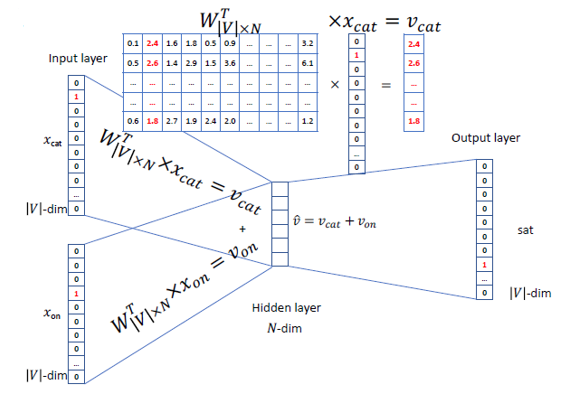 W^T_{|V|×N} × x_cat = v_cat
0.1 2.4 1.6 1.8 0.5 0.9 ... ... ... 3.2
0.5 2.6 1.4 2.9 1.5 3.6 ... ... ... 6.1
... ... ... ... ... ... ... ... ... ...
... ... ... ... ... ... ... ... ... ...
0.6 1.8 2.7 1.9 2.4 2.0 ... ... ... 1.2
×
0
1
0
0
0
0
0
0
...
0
=
2.4
2.6
...
...
1.8
Input layer
0
1
0
0
0
0
0
0
...
0
x_cat
|V|-dim
W^T_{|V|×N} × x_cat = v_cat
+
W^T_{|V|×N} × x_on = v_on
0
0
0
1
0
0
0
0
...
0
x_on
|V|-dim
v̂ = v_cat + v_on
Hidden layer
N-dim
Output layer
0
0
0
0
0
0
0
1
...
0
sat
|V|-dim